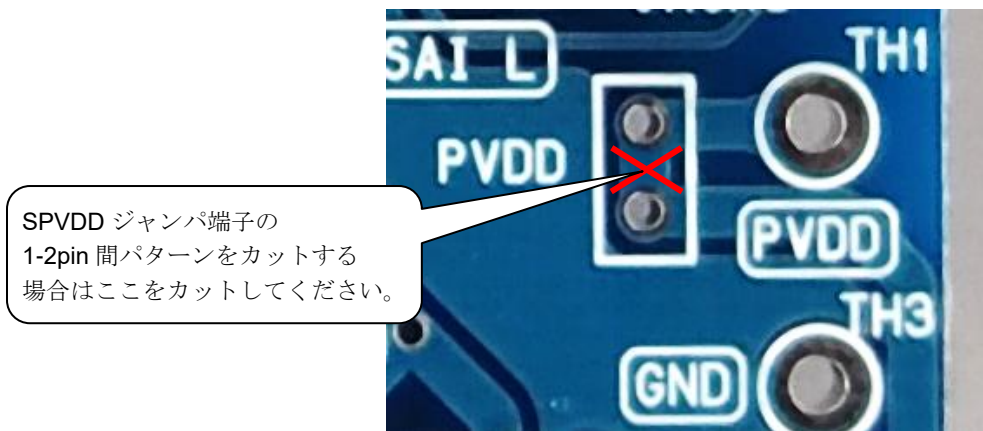 SAI L
TH1
PVDD
SPVDD ジャンパ端子の
1-2pin 間パターンをカットする
場合はここをカットしてください。
PVDD
TH3
GND